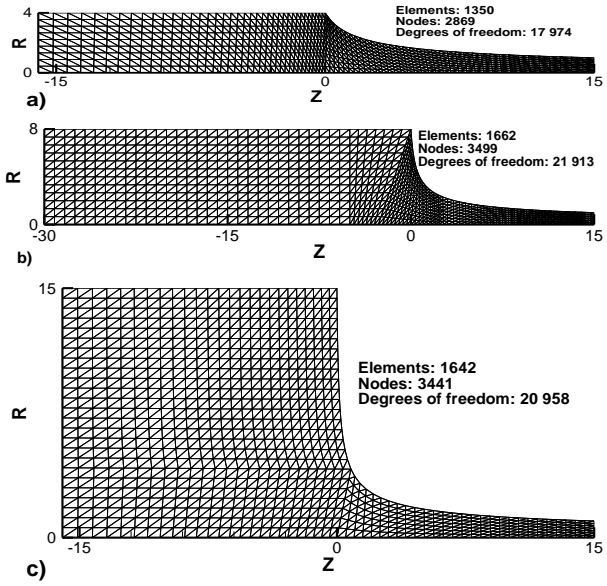 Elements: 1350
Nodes: 2869
Degrees of freedom: 17 974
4
R
0
-15
0
15
Z
a)
8
Elements: 1662
Nodes: 3499
Degrees of freedom: 21 913
R
0
-30
-15
0
15
Z
b)
15
Elements: 1642
Nodes: 3441
Degrees of freedom: 20 958
R
0
-15
0
15
Z
c)